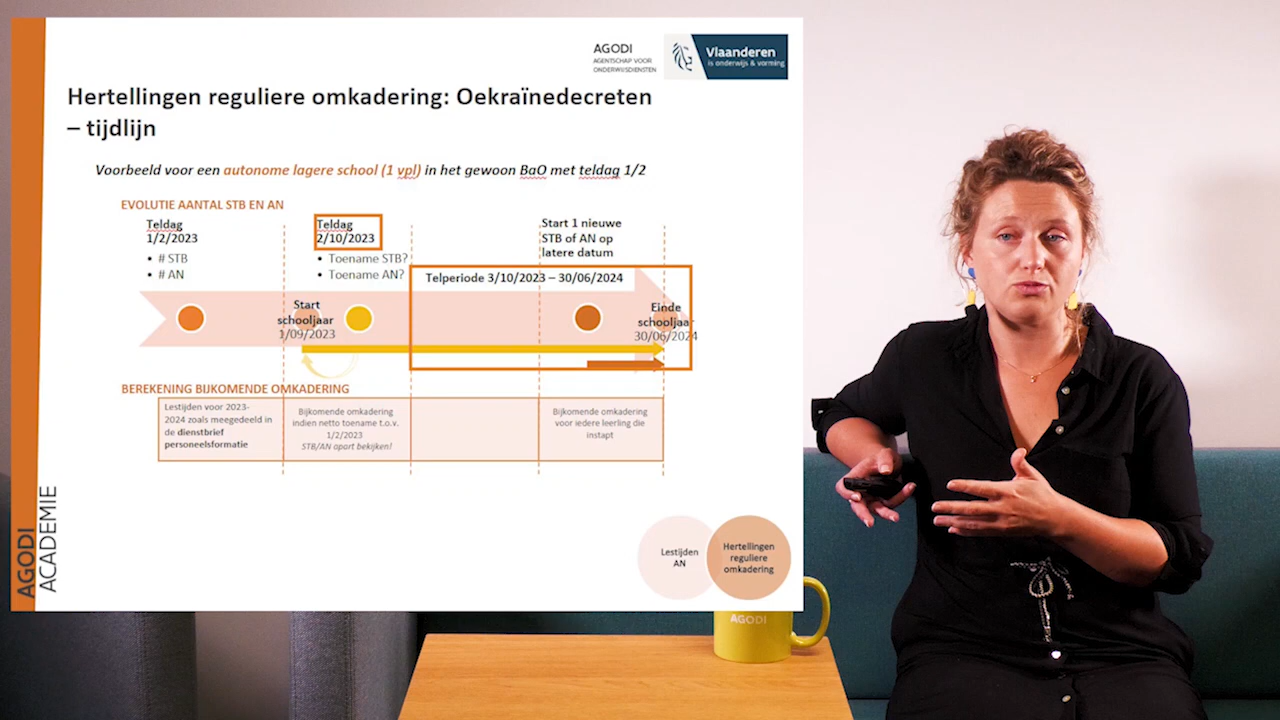 AGODI
AGENTSCHAP VOOR
ONDERWIJSDIENSTEN
Vlaanderen
is onderwijs & vorming
Hertellingen reguliere omkadering: Oekraïnedecreten
– tijdlijn
Voorbeeld voor een autonome lagere school (1 vpl) in het gewoon BaO met teldag 1/2
EVOLUTIE AANTAL STB EN AN
Teldag
1/2/2023
• # STB
• # AN
Teldag
2/10/2023
• Toename STB?
• Toename AN?
Start 1 nieuwe
STB of AN op
latere datum
Telperiode 3/10/2023 – 30/06/2024
Start
schooljaar
1/09/2023
Einde
schooljaar
30/06/2024
BEREKENING BIJKOMENDE OMKADERING
Lestijden voor 2023-
2024 zoals meegedeeld in
de dienstbrief
personeelsformatie
Bijkomende omkadering
indien netto toename t.o.v.
1/2/2023
STB/AN apart bekijken!
Bijkomende omkadering
voor iedere leerling die
instapt
Lestijden
AN
Hertellingen
reguliere
omkadering
AGODI
ACADEMIE
AGODI